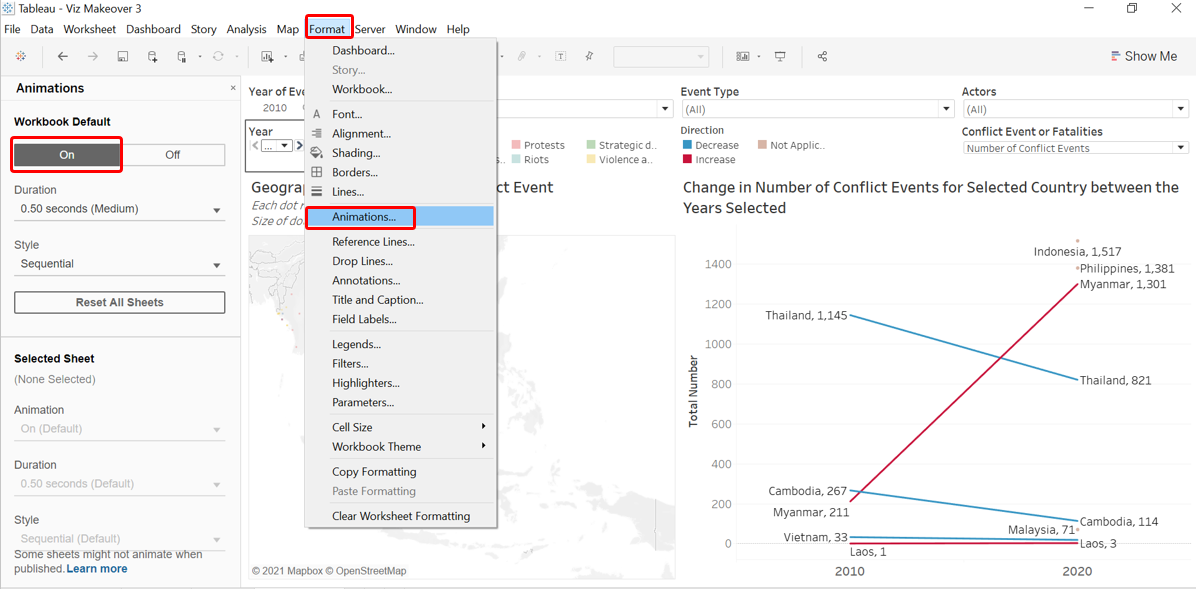 Tableau - Viz Makeover 3
File Data Worksheet Dashboard Story Analysis Map Format Server Window Help
Show Me
Animations
Workbook Default
On Off
Duration
0.50 seconds (Medium)
Style
Sequential
Reset All Sheets
Selected Sheet
(None Selected)
Animation
On (Default)
Duration
0.50 seconds (Default)
Style
Sequential (Default)
Some sheets might not animate when
published. Learn more
Dashboard...
Story...
Workbook...
Font...
Alignment...
Shading...
Borders...
Lines...
Animations...
Reference Lines...
Drop Lines...
Annotations...
Title and Caption...
Field Labels...
Legends...
Filters...
Highlighters...
Parameters...
Cell Size
Workbook Theme
Copy Formatting
Paste Formatting
Clear Worksheet Formatting
Year of Eve
2010
Year
...
Event Type
(All)
Actors
(All)
Protests
Riots
Strategic d..
Violence a..
Direction
Decrease
Increase
Not Applic..
Conflict Event or Fatalities
Number of Conflict Events
Geograp
ct Event
Each dot r
Size of do
© 2021 Mapbox © OpenStreetMap
Change in Number of Conflict Events for Selected Country between the
Years Selected
Total Number
1400
1200
1000
800
600
400
200
0
Indonesia, 1,517
Philippines, 1,381
Myanmar, 1,301
Thailand, 1,145
Thailand, 821
Cambodia, 267
Myanmar, 211
Cambodia, 114
Malaysia, 71
Vietnam, 33
Laos, 3
Laos, 1
2010 2020